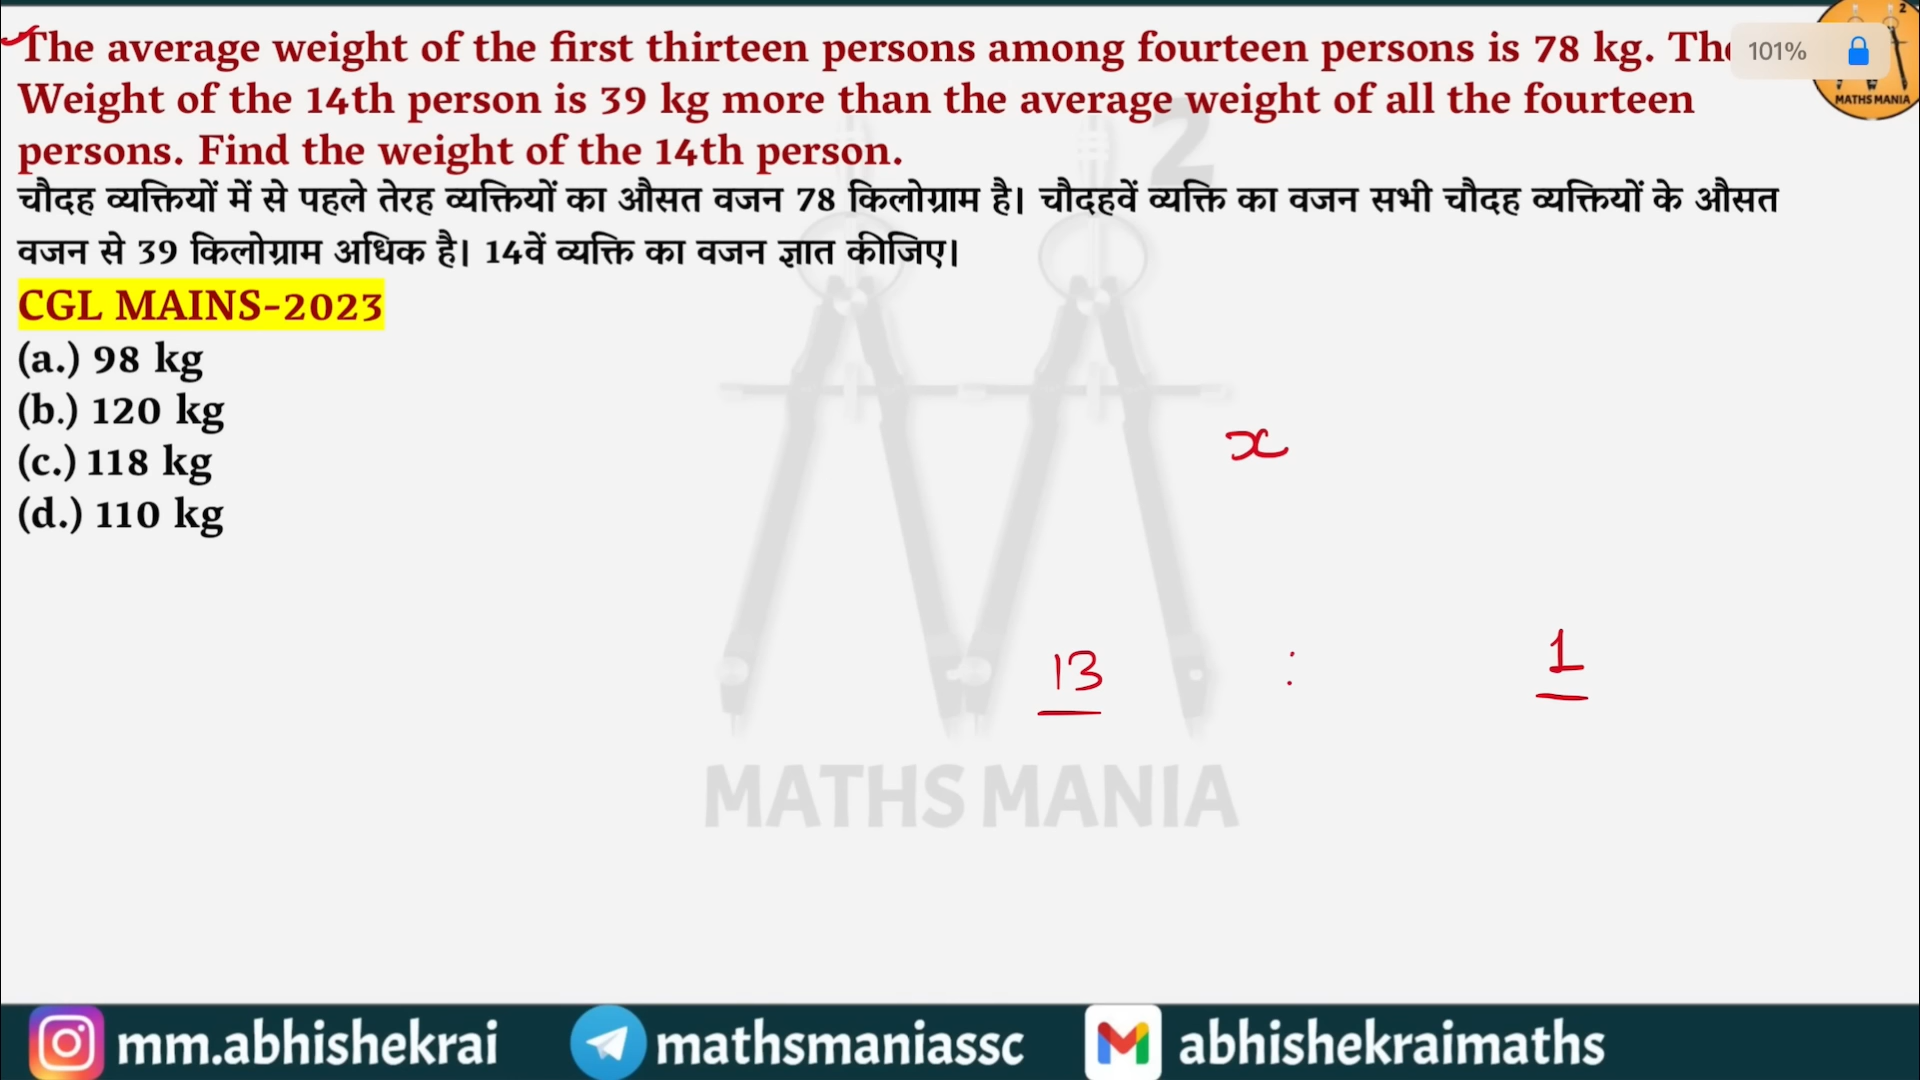 The average weight of the first thirteen persons among fourteen persons is 78 kg. The
101%
Weight of the 14th person is 39 kg more than the average weight of all the fourteen
MATHS MANIA
persons. Find the weight of the 14th person.
2
चौदह व्यक्तियों में से पहले तेरह व्यक्तियों का औसत वजन 78 किलोग्राम है। चौदहवें व्यक्ति का वजन सभी चौदह व्यक्तियों के औसत
वजन से 39 किलोग्राम अधिक है। 14वें व्यक्ति का वजन ज्ञात कीजिए।
CGL MAINS-2023
(a.) 98 kg
(b.) 120 kg
(c.) 118 kg
(d.) 110 kg
x
13 : 1
MATHS MANIA
mm.abhishekrai mathsmaniassc abhishekraimaths